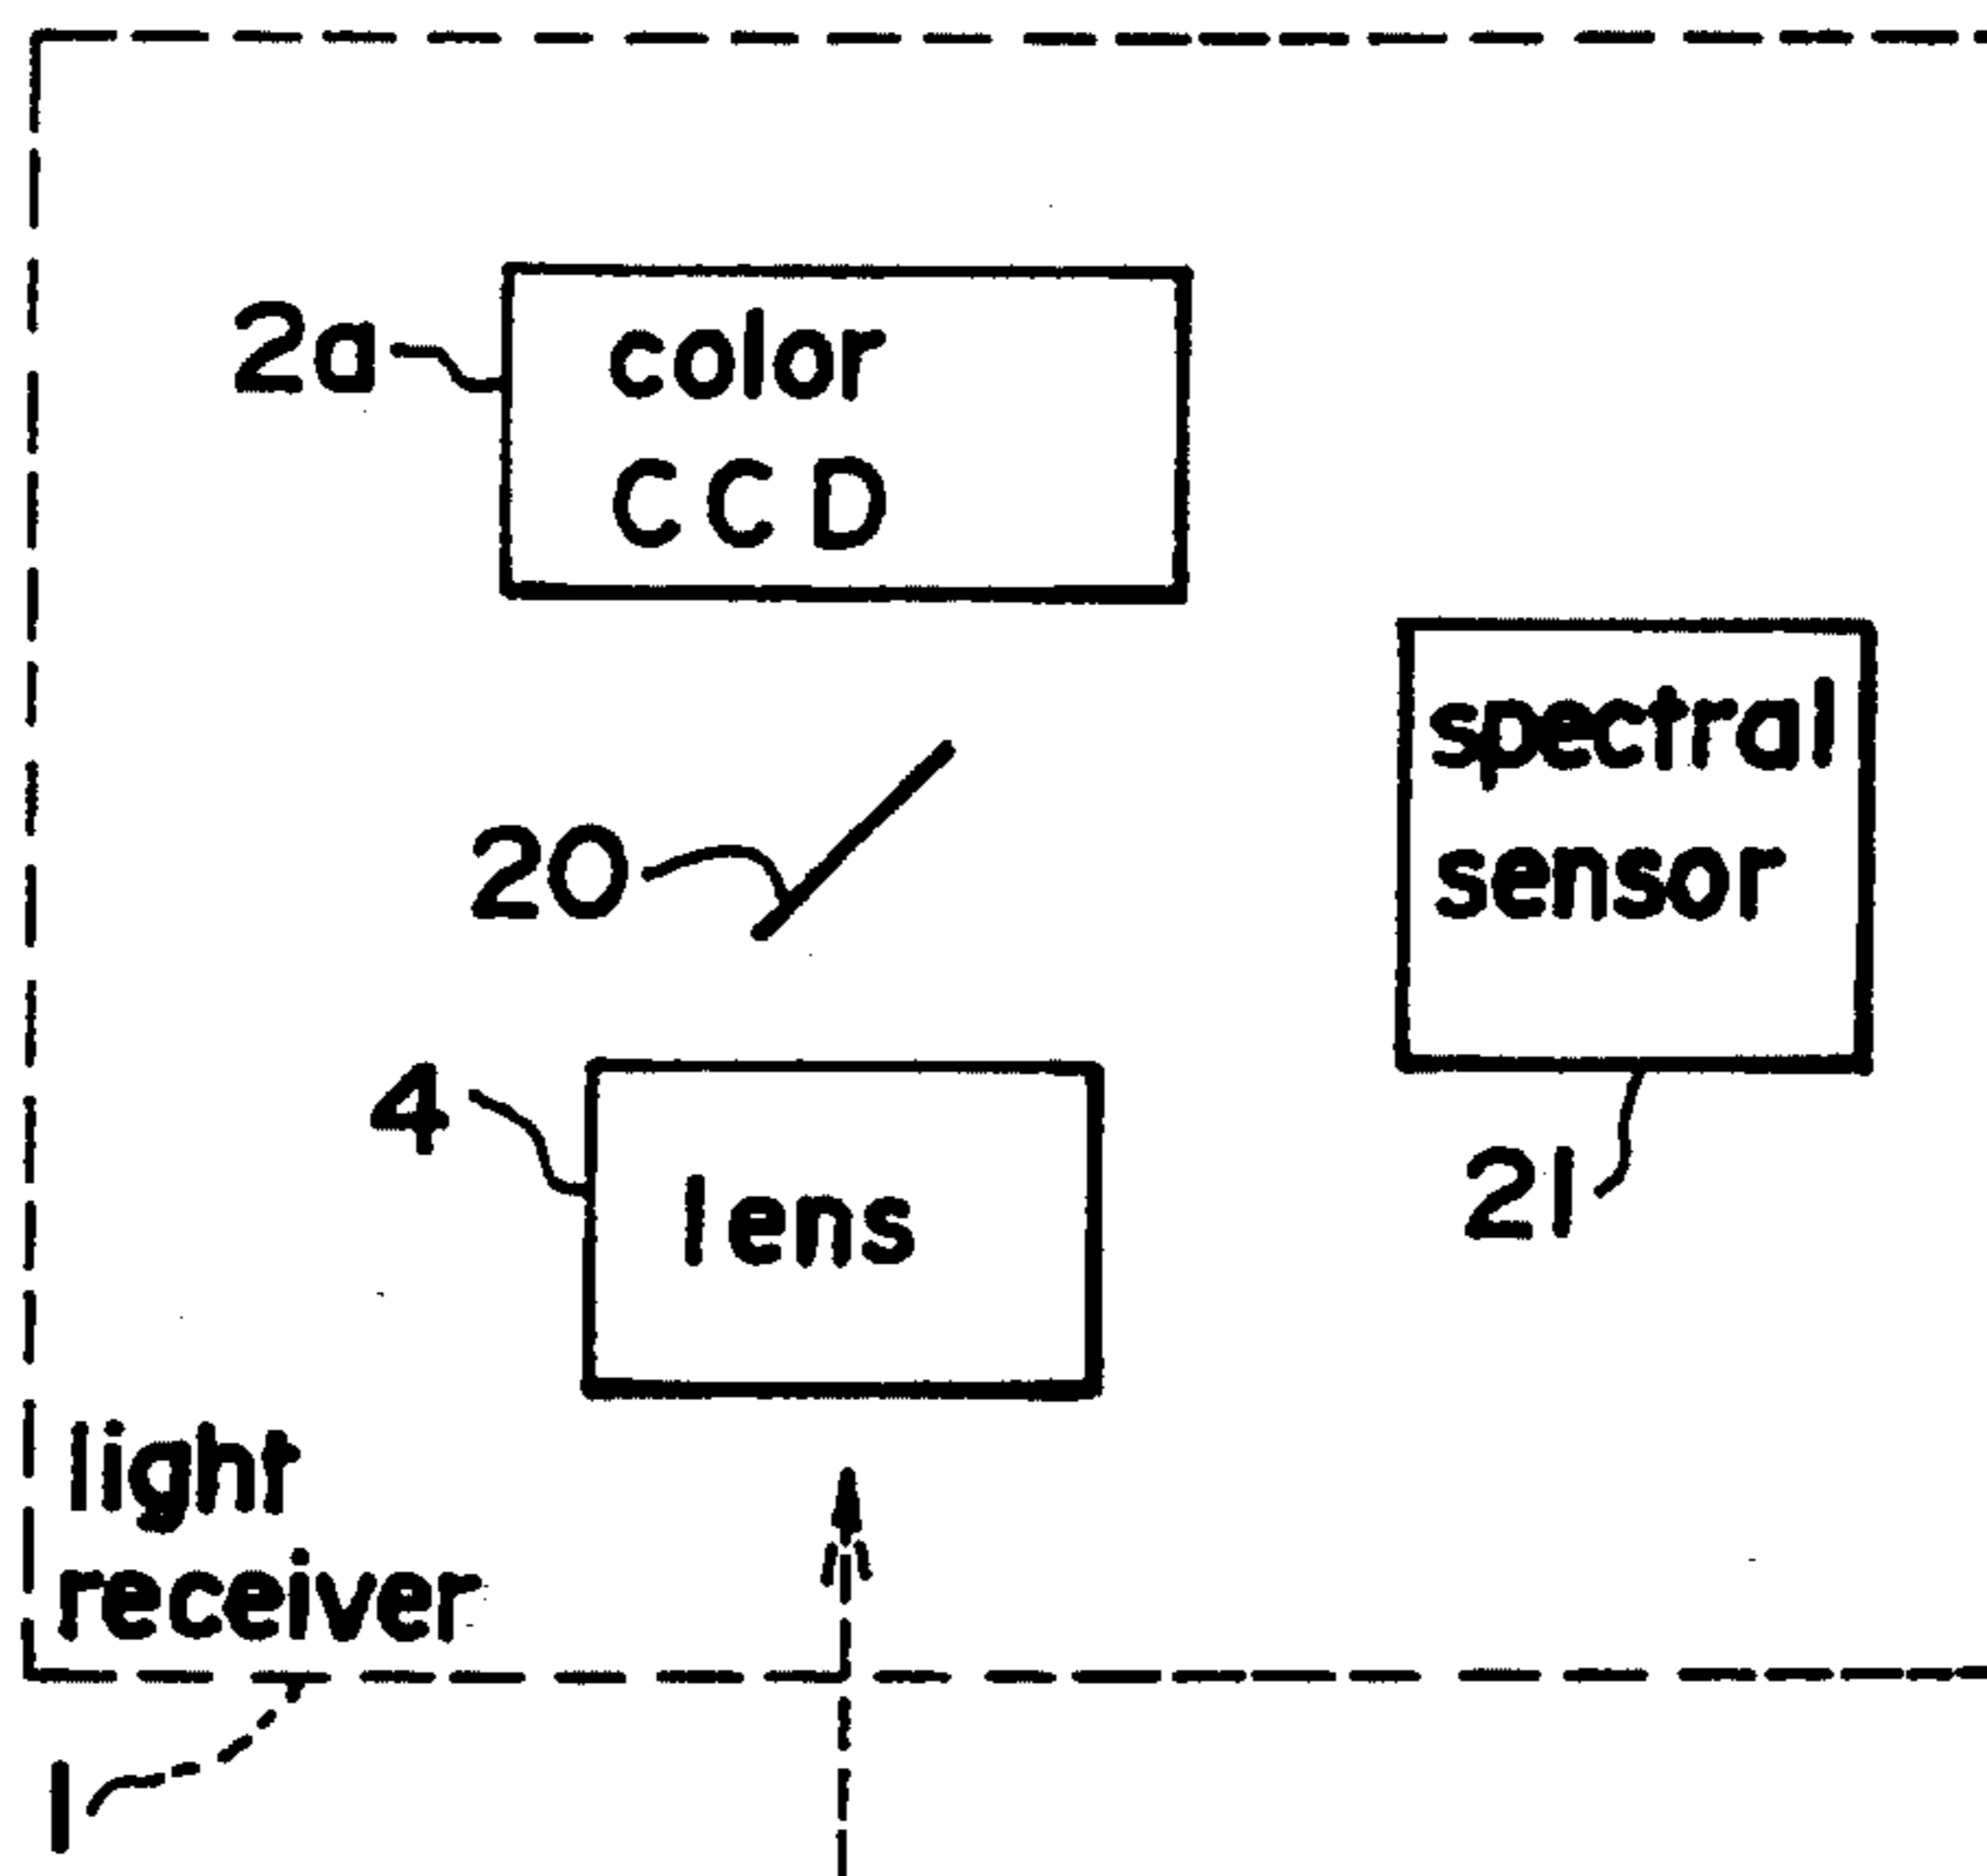 2a
color
CCD
spectral
sensor
20
4
lens
21
light
receiver
1